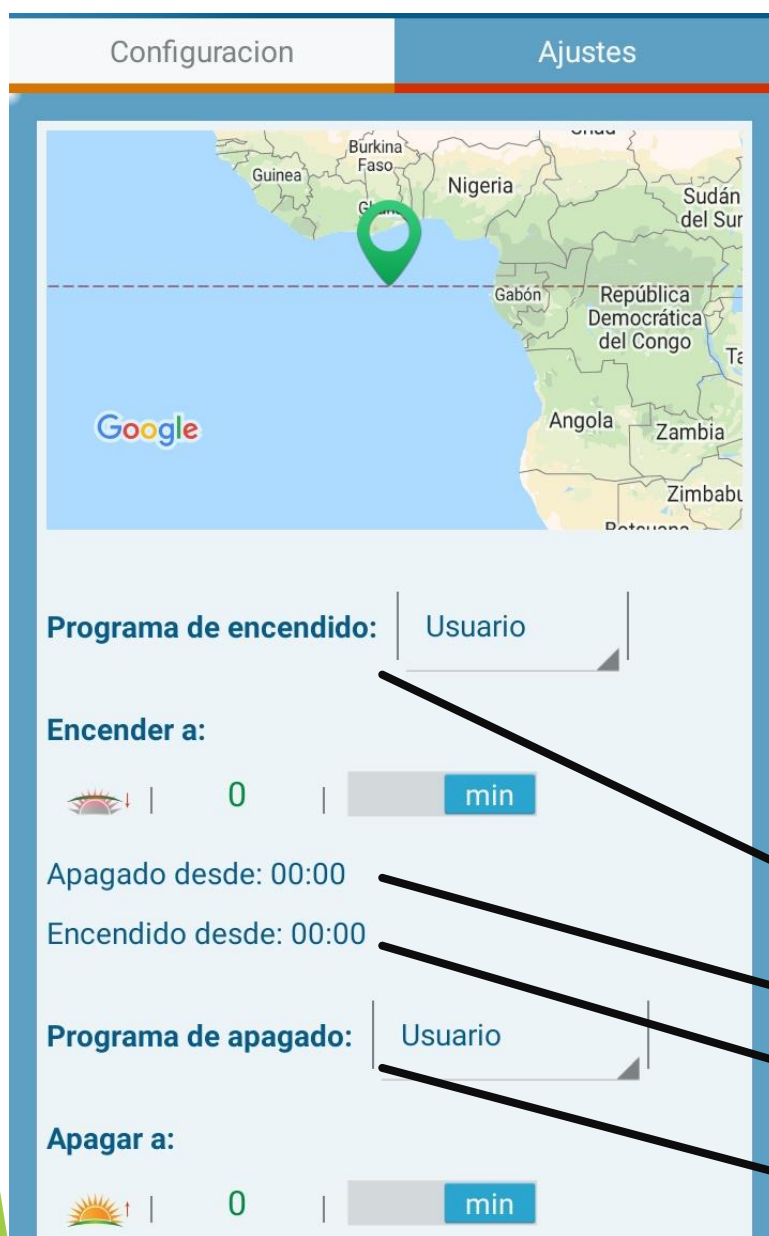 Configuracion
Ajustes
Burkina
Faso
Guinea
Nigeria
Sudán
del Sur
Gabón
República
Democrática
del Congo
Angola
Zambia
Google
Programa de encendido: | Usuario |
Encender a:
| 0 | min
Apagado desde: 00:00
Encendido desde: 00:00
Programa de apagado: | Usuario |
Apagar a:
| 0 | min